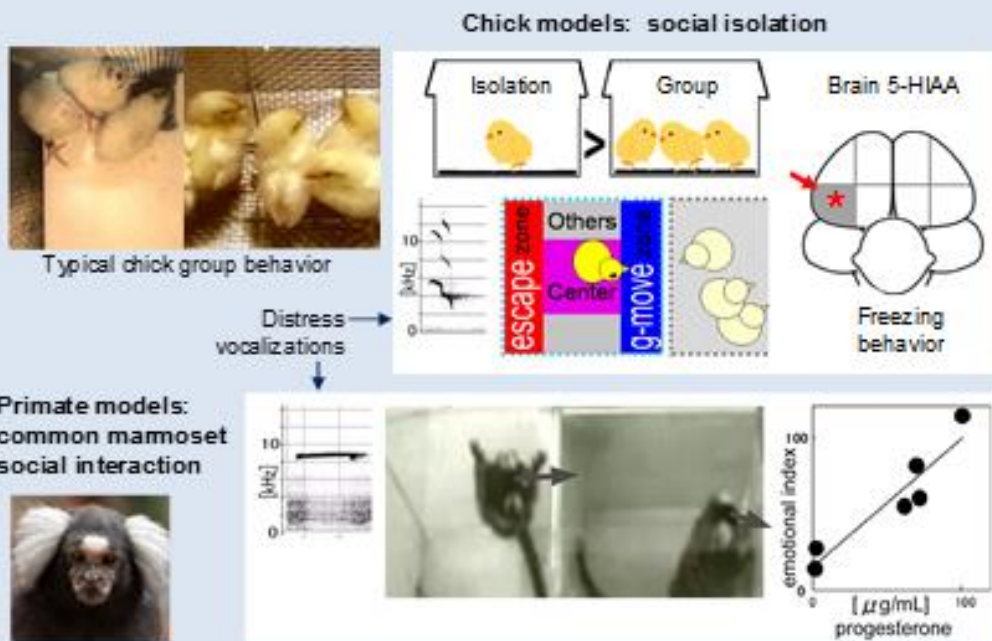 Chick models: social isolation
Isolation
Group
>
Brain 5-HIAA
*
Typical chick group behavior
10
[kHz]
0
escape zone
Others
Center
g-move zone
Freezing
behavior
Distress
vocalizations
Primate models:
common marmoset
social interaction
10
[kHz]
0
emotional index
100
0
0
[μg/mL]
100
progesterone